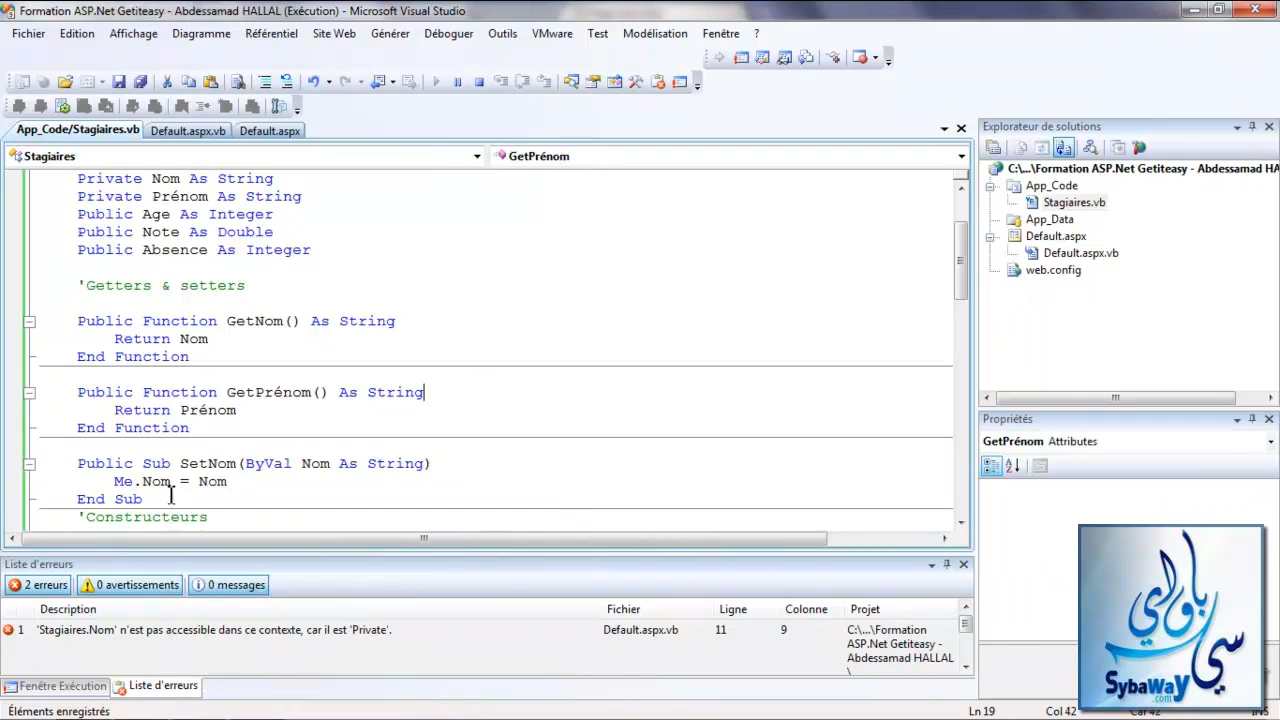 Formation ASP.Net Getiteasy - Abdessamad HALLAL (Exécution) - Microsoft Visual Studio
Fichier Edition Affichage Diagramme Référentiel Site Web Générer Déboguer Outils VMware Test Modélisation Fenêtre ?
App_Code/Stagiaires.vb Default.aspx.vb Default.aspx
Stagiaires GetPrénom
Private Nom As String
Private Prénom As String
Public Age As Integer
Public Note As Double
Public Absence As Integer
'Getters & setters
Public Function GetNom() As String
Return Nom
End Function
Public Function GetPrénom() As String
Return Prénom
End Function
Public Sub SetNom(ByVal Nom As String)
Me.Nom = Nom
End Sub
'Constructeurs
Explorateur de solutions
C:\...\Formation ASP.Net Getiteasy - Abdessamad HA
App_Code
Stagiaires.vb
App_Data
Default.aspx
Default.aspx.vb
web.config
Propriétés
GetPrénom Attributes
Liste d'erreurs
2 erreurs 0 avertissements 0 messages
Description Fichier Ligne Colonne Projet
1 'Stagiaires.Nom' n'est pas accessible dans ce contexte, car il est 'Private'. Default.aspx.vb 11 9 C:\...\Formation
ASP.Net Getiteasy -
Abdessamad HALLAL
\
Fenêtre Exécution Liste d'erreurs
Éléments enregistrés Ln 19 Col 42 Car 42 INS
سي باواي
SybaWay.com